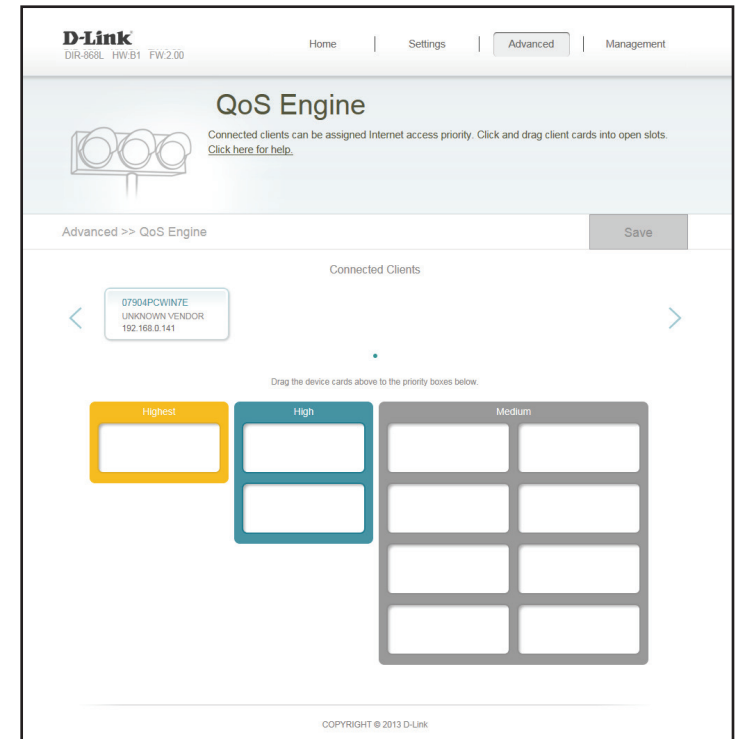 D-Link
DIR-868L HW:B1 FW:2.00
Home Settings Advanced Management
QoS Engine
Connected clients can be assigned Internet access priority. Click and drag client cards into open slots.
Click here for help.
Advanced >> QoS Engine
Save
Connected Clients
07904PCWIN7E
UNKNOWN VENDOR
192.168.0.141
Drag the device cards above to the priority boxes below.
Highest High Medium
COPYRIGHT © 2013 D-Link